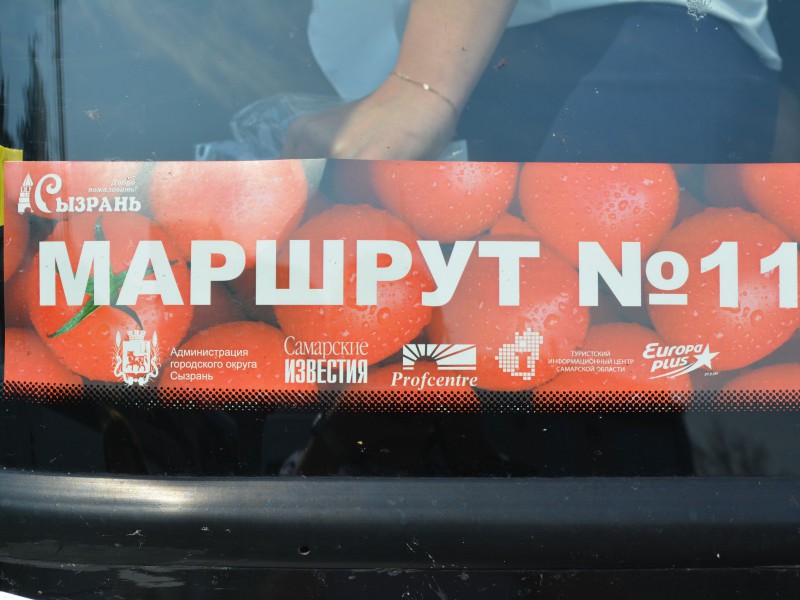 Добро
пожаловать!
Сызрань
МАРШРУТ №11
Администрация
городского округа
Сызрань
Самарские
ИЗВЕСТИЯ
Profcentre
ТУРИСТСКИЙ
ИНФОРМАЦИОННЫЙ ЦЕНТР
САМАРСКОЙ ОБЛАСТИ
Europa
plus